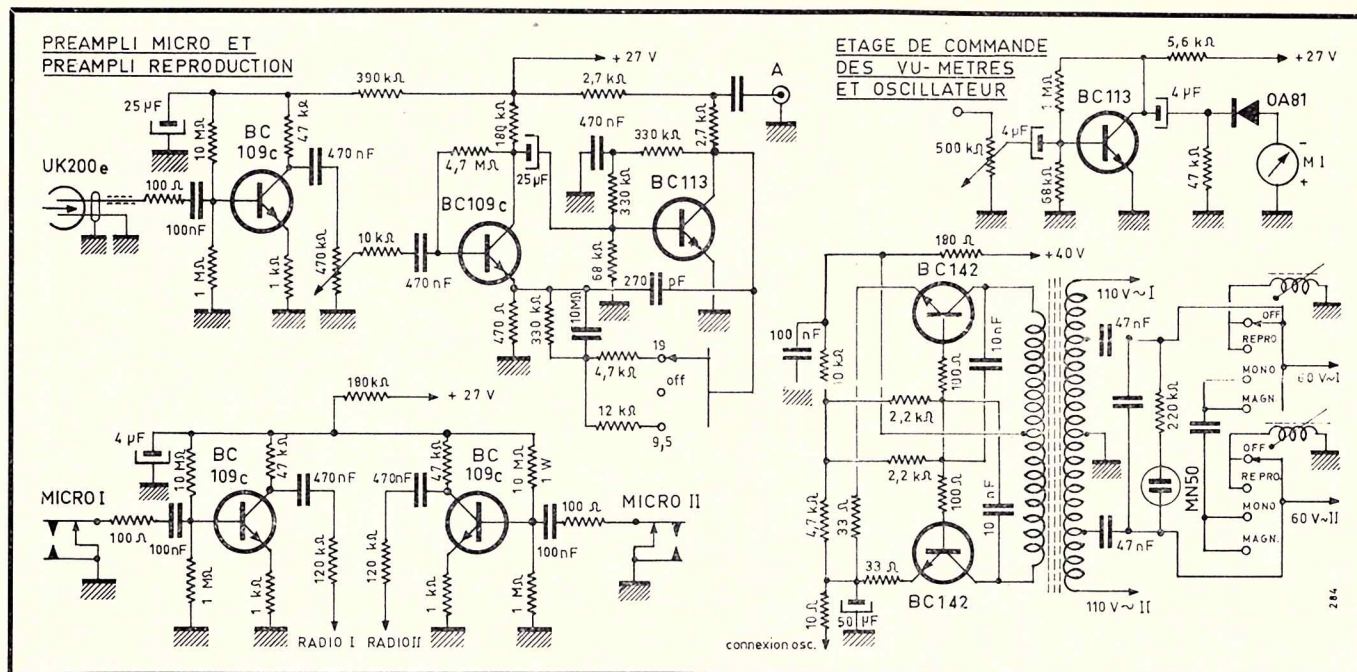 PREAMPLI MICRO ET
PREAMPLI REPRODUCTION
390 kΩ
+ 27 V
2,7 kΩ
A
25 µF
10 MΩ
BC
109c
47 kΩ
470 nF
180 kΩ
470 nF
330 kΩ
2,7 kΩ
4,7 MΩ
25 µF
UK200e
100 Ω
100nF
BC109c
330 kΩ
BC113
1 MΩ
1 kΩ
470 kΩ
10 kΩ
470 nF
68 kΩ
270 pF
470 Ω
330 kΩ
10MΩ
4,7 kΩ
19
off
12 kΩ
9,5
180kΩ
+ 27 V
4 µF
10 MΩ
BC
109c
47 kΩ
470nF
470nF
47 kΩ
BC
109c
10 MΩ
1 W
MICRO I
MICRO II
100Ω
100nF
100nF
100 Ω
1 MΩ
1 kΩ
120 kΩ
120 kΩ
1 kΩ
1 MΩ
RADIO I
RADIO II
ETAGE DE COMMANDE
DES VU-METRES
ET OSCILLATEUR
5,6 kΩ
+27 V
1 MΩ
BC113
4 µF
OA81
4µF
500 kΩ
68 kΩ
47 kΩ
-
M I
+
180 Ω
+40V
BC142
110 V~I
100 nF
10 kΩ
100Ω
10 nF
47 nF
OFF
REPRO
MONO
MAGN.
60 V~I
2,2 kΩ
220 kΩ
2,2 kΩ
100Ω
10 nF
MN50
OFF
REPRO.
MONO
MAGN.
60 V~II
4,7 kΩ
33 Ω
33 Ω
47 nF
BC142
10 Ω
50 µF
110 V~ II
connexion osc.
284